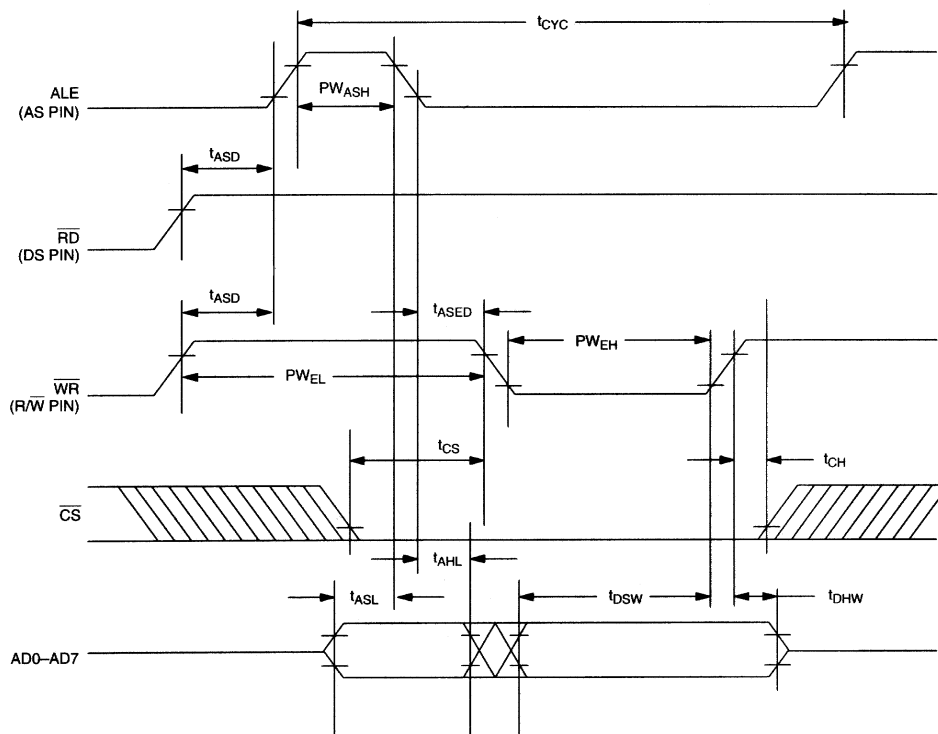 tCYC
ALE
(AS PIN)
PWASH
tASD
RD
(DS PIN)
tASD
tASED
PWEH
WR
(R/W PIN)
PWEL
tCS
tCH
CS
tAHL
tASL
tDSW
tDHW
AD0–AD7